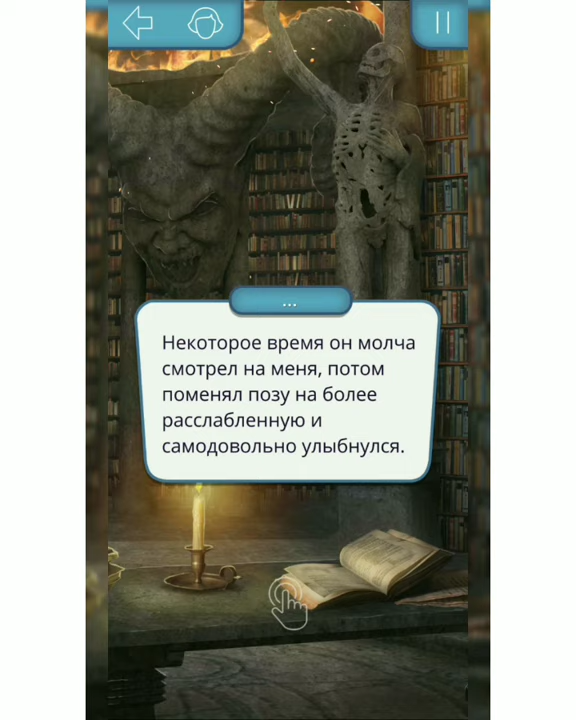 ...
Некоторое время он молча
смотрел на меня, потом
поменял позу на более
расслабленную и
самодовольно улыбнулся.